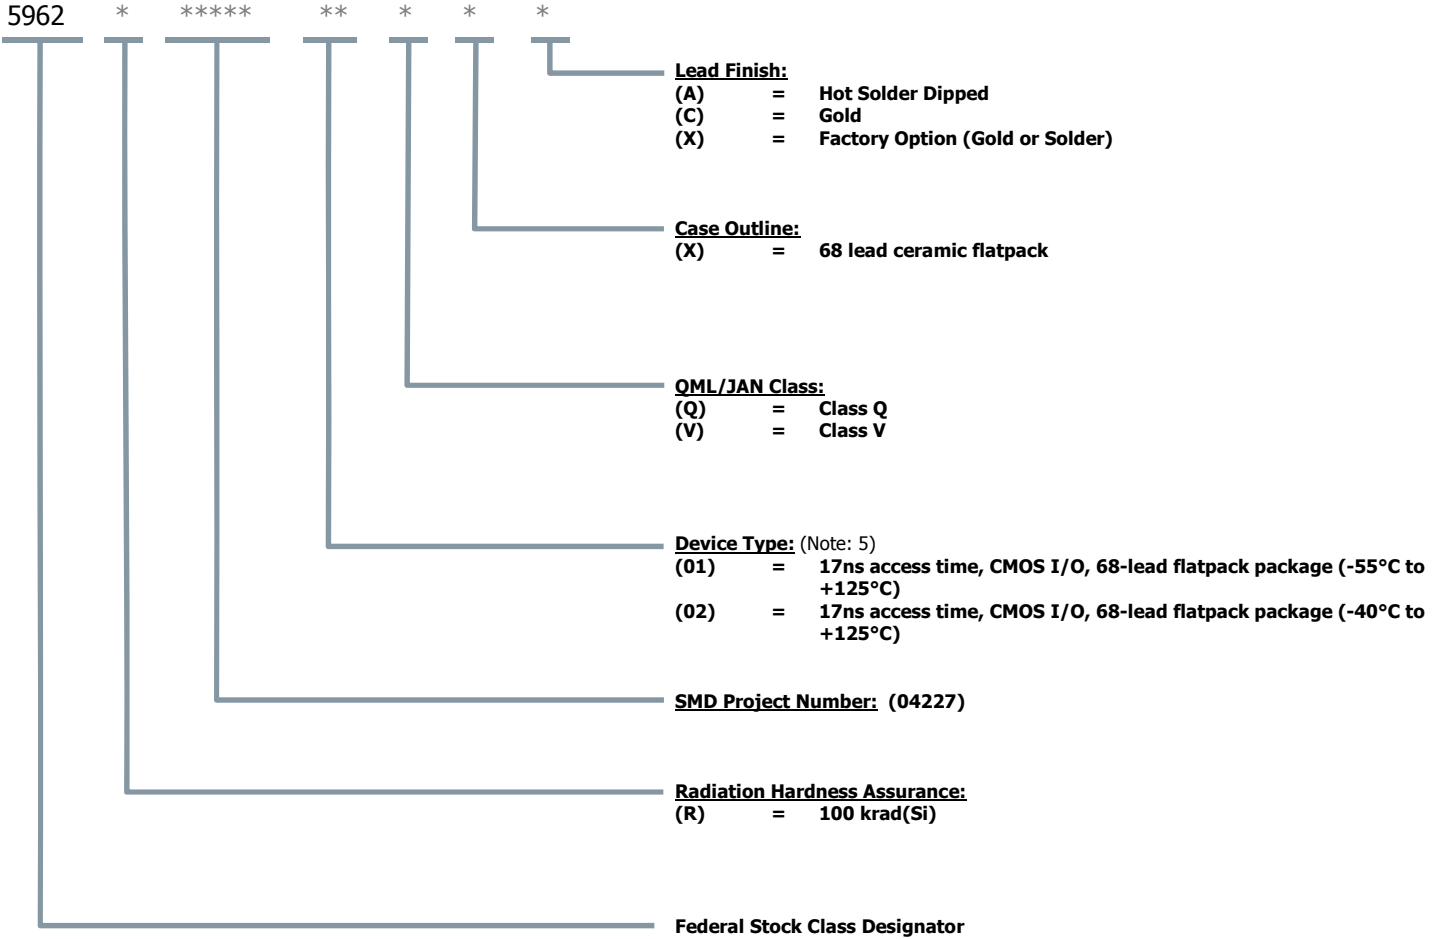 5962 * ***** ** * * *
Lead Finish:
(A) = Hot Solder Dipped
(C) = Gold
(X) = Factory Option (Gold or Solder)
Case Outline:
(X) = 68 lead ceramic flatpack
QML/JAN Class:
(Q) = Class Q
(V) = Class V
Device Type: (Note: 5)
(01) = 17ns access time, CMOS I/O, 68-lead flatpack package (-55°C to
+125°C)
(02) = 17ns access time, CMOS I/O, 68-lead flatpack package (-40°C to
+125°C)
SMD Project Number: (04227)
Radiation Hardness Assurance:
(R) = 100 krad(Si)
Federal Stock Class Designator